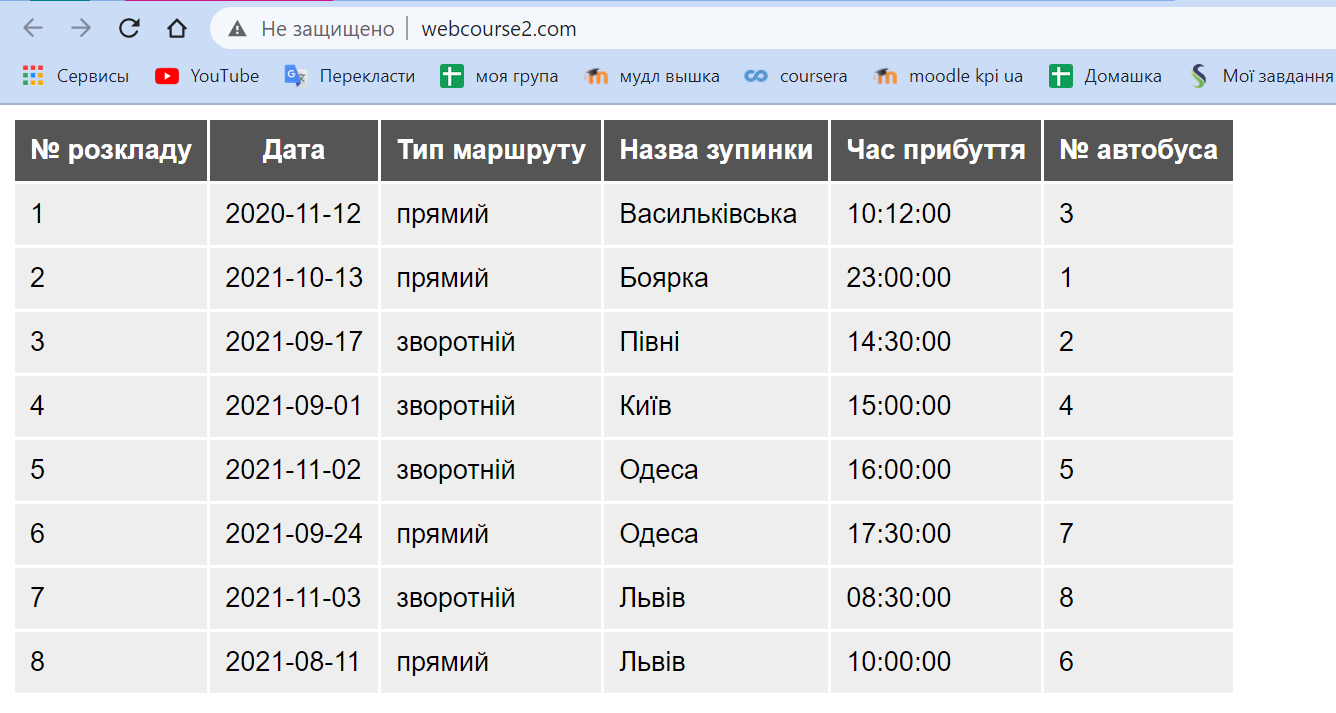 Не защищено | webcourse2.com
Сервисы YouTube Перекласти моя група мудл вышка coursera moodle kpi ua Домашка Мої завдання
№ розкладу Дата Тип маршруту Назва зупинки Час прибуття № автобуса
1 2020-11-12 прямий Васильківська 10:12:00 3
2 2021-10-13 прямий Боярка 23:00:00 1
3 2021-09-17 зворотній Півні 14:30:00 2
4 2021-09-01 зворотній Київ 15:00:00 4
5 2021-11-02 зворотній Одеса 16:00:00 5
6 2021-09-24 прямий Одеса 17:30:00 7
7 2021-11-03 зворотній Львів 08:30:00 8
8 2021-08-11 прямий Львів 10:00:00 6